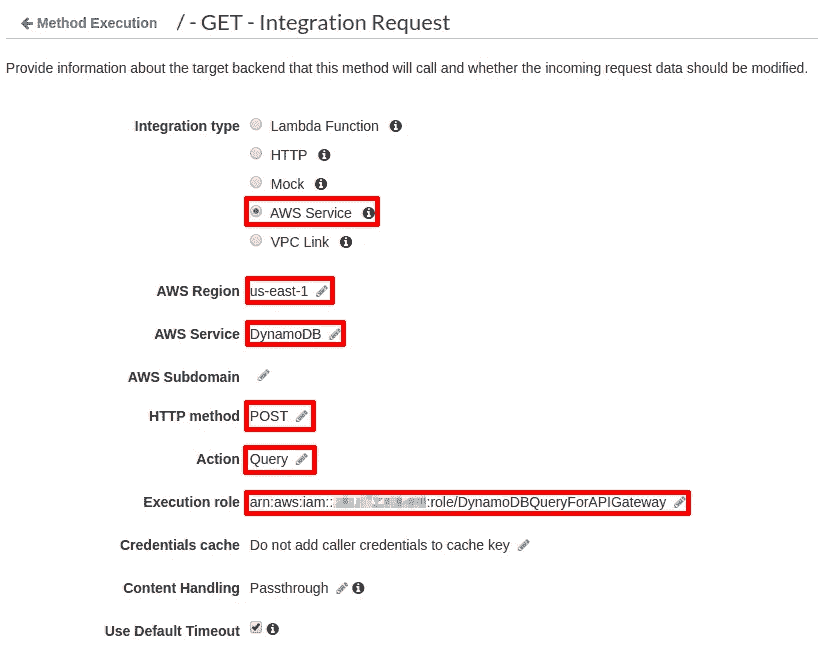 Method Execution / - GET - Integration Request
Provide information about the target backend that this method will call and whether the incoming request data should be modified.
Integration type Lambda Function
HTTP
Mock
AWS Service
VPC Link
AWS Region us-east-1
AWS Service DynamoDB
AWS Subdomain
HTTP method POST
Action Query
Execution role arn:aws:iam:: :role/DynamoDBQueryForAPIGateway
Credentials cache Do not add caller credentials to cache key
Content Handling Passthrough
Use Default Timeout